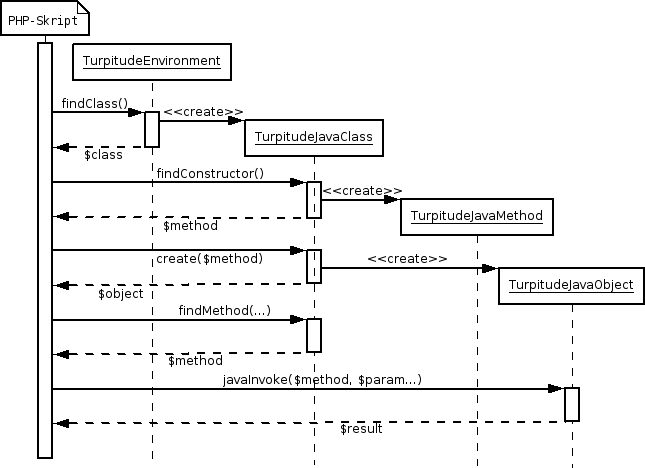 PHP-Skript
TurpitudeEnvironment
findClass()
<<create>>
TurpitudeJavaClass
$class
findConstructor()
<<create>>
TurpitudeJavaMethod
$method
create($method)
<<create>>
TurpitudeJavaObject
$object
findMethod(...)
$method
javaInvoke($method, $param...)
$result